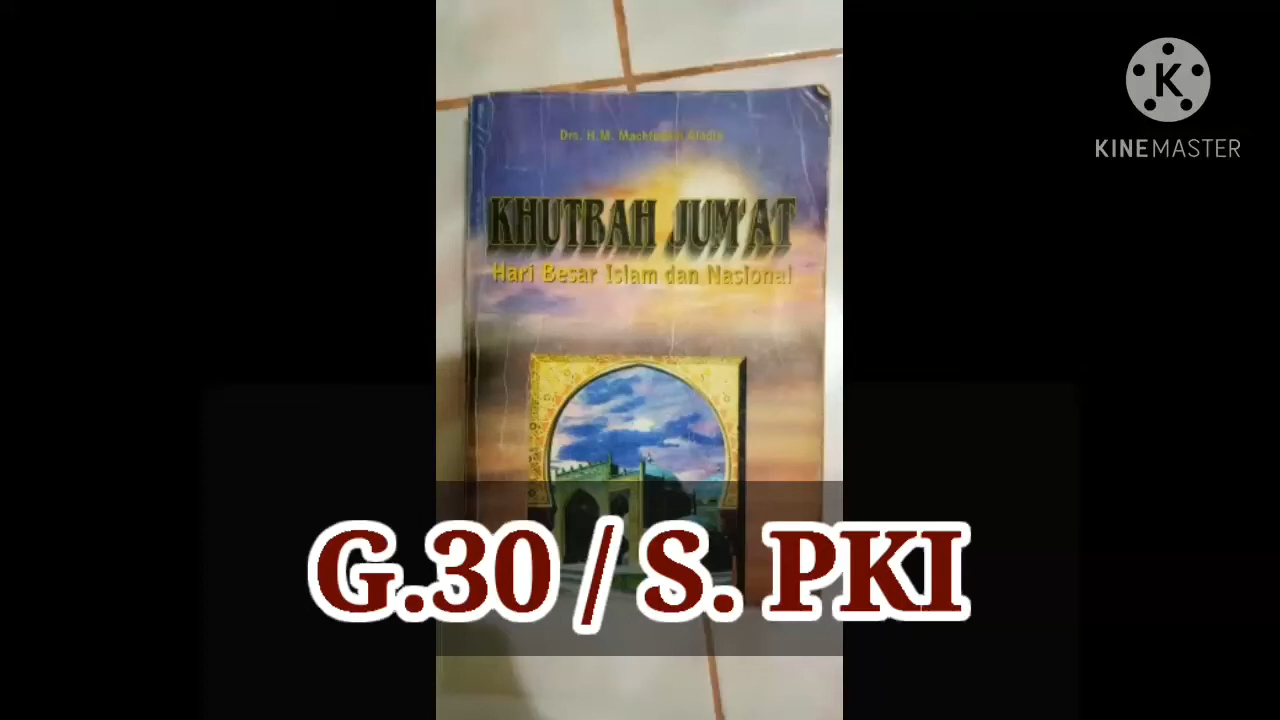 Drs. H.M.
KHUTBAH JUM'AT
Hari Besar Islam dan Nasional
G.30 / S. PKI
K
KINEMASTER